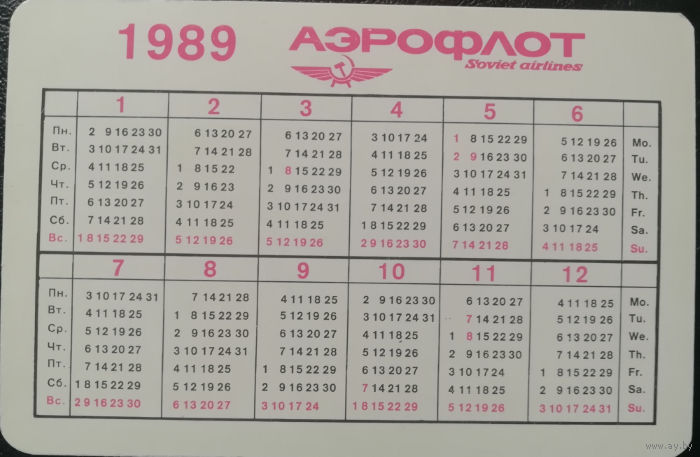 1989 АЭРОФЛОТ
Soviet airlines
1 2 3 4 5 6
Пн. 2 9 16 23 30 6 13 20 27 6 13 20 27 3 10 17 24 1 8 15 22 29 5 12 19 26 Mo.
Вт. 3 10 17 24 31 7 14 21 28 7 14 21 28 4 11 18 25 2 9 16 23 30 6 13 20 27 Tu.
Ср. 4 11 18 25 1 8 15 22 1 8 15 22 29 5 12 19 26 3 10 17 24 31 7 14 21 28 We.
Чт. 5 12 19 26 2 9 16 23 2 9 16 23 30 6 13 20 27 4 11 18 25 1 8 15 22 29 Th.
Пт. 6 13 20 27 3 10 17 24 3 10 17 24 31 7 14 21 28 5 12 19 26 2 9 16 23 30 Fr.
Сб. 7 14 21 28 4 11 18 25 4 11 18 25 1 8 15 22 29 6 13 20 27 3 10 17 24 Sa.
Вс. 1 8 15 22 29 5 12 19 26 5 12 19 26 2 9 16 23 30 7 14 21 28 4 11 18 25 Su.
7 8 9 10 11 12
Пн. 3 10 17 24 31 7 14 21 28 4 11 18 25 2 9 16 23 30 6 13 20 27 4 11 18 25 Mo.
Вт. 4 11 18 25 1 8 15 22 29 5 12 19 26 3 10 17 24 31 7 14 21 28 5 12 19 26 Tu.
Ср. 5 12 19 26 2 9 16 23 30 6 13 20 27 4 11 18 25 1 8 15 22 29 6 13 20 27 We.
Чт. 6 13 20 27 3 10 17 24 31 7 14 21 28 5 12 19 26 2 9 16 23 30 7 14 21 28 Th.
Пт. 7 14 21 28 4 11 18 25 1 8 15 22 29 6 13 20 27 3 10 17 24 1 8 15 22 29 Fr.
Сб. 1 8 15 22 29 5 12 19 26 2 9 16 23 30 7 14 21 28 4 11 18 25 2 9 16 23 30 Sa.
Вс. 2 9 16 23 30 6 13 20 27 3 10 17 24 1 8 15 22 29 5 12 19 26 3 10 17 24 31 Su.
www.ay.by